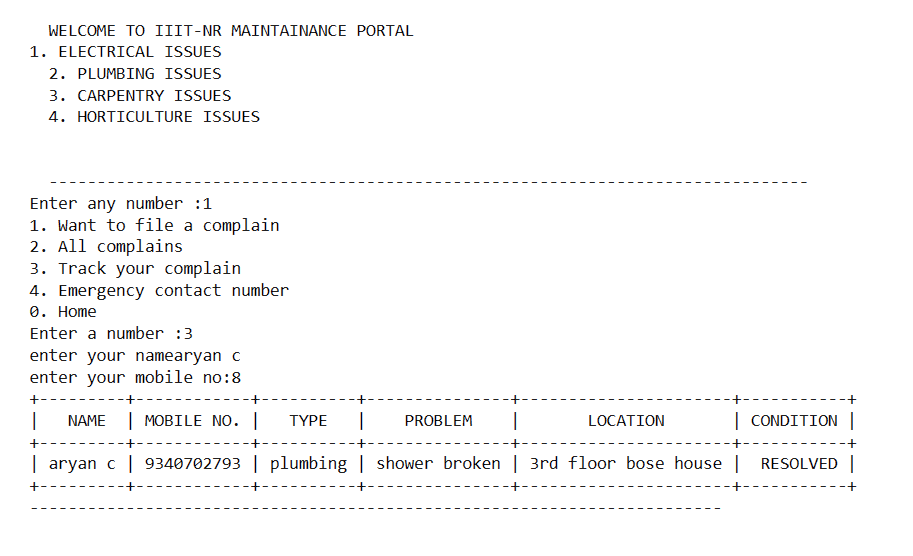 WELCOME TO IIIT-NR MAINTAINANCE PORTAL
1. ELECTRICAL ISSUES
2. PLUMBING ISSUES
3. CARPENTRY ISSUES
4. HORTICULTURE ISSUES
-------------------------------------------------------------------------------
Enter any number :1
1. Want to file a complain
2. All complains
3. Track your complain
4. Emergency contact number
0. Home
Enter a number :3
enter your namearyan c
enter your mobile no:8
+---------+------------+----------+---------------+----------------------+-----------+
|   NAME  | MOBILE NO. |   TYPE   |    PROBLEM    |       LOCATION       | CONDITION |
+---------+------------+----------+---------------+----------------------+-----------+
| aryan c | 9340702793 | plumbing | shower broken | 3rd floor bose house |  RESOLVED |
+---------+------------+----------+---------------+----------------------+-----------+
------------------------------------------------------------------------